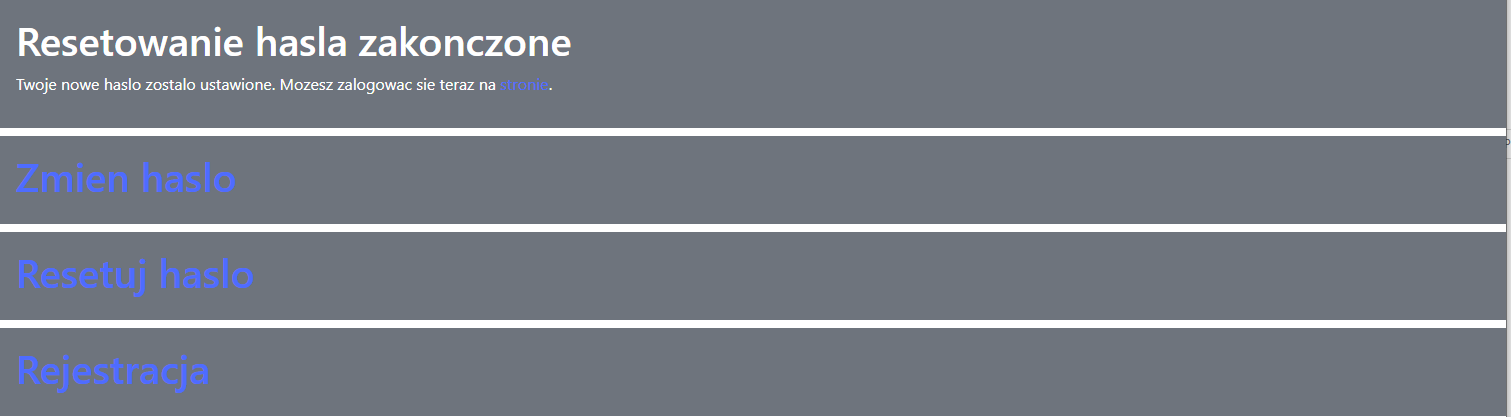 Resetowanie hasla zakonczone
Twoje nowe haslo zostalo ustawione. Mozesz zalogowac sie teraz na stronie.
Zmien haslo
Resetuj haslo
Rejestracja